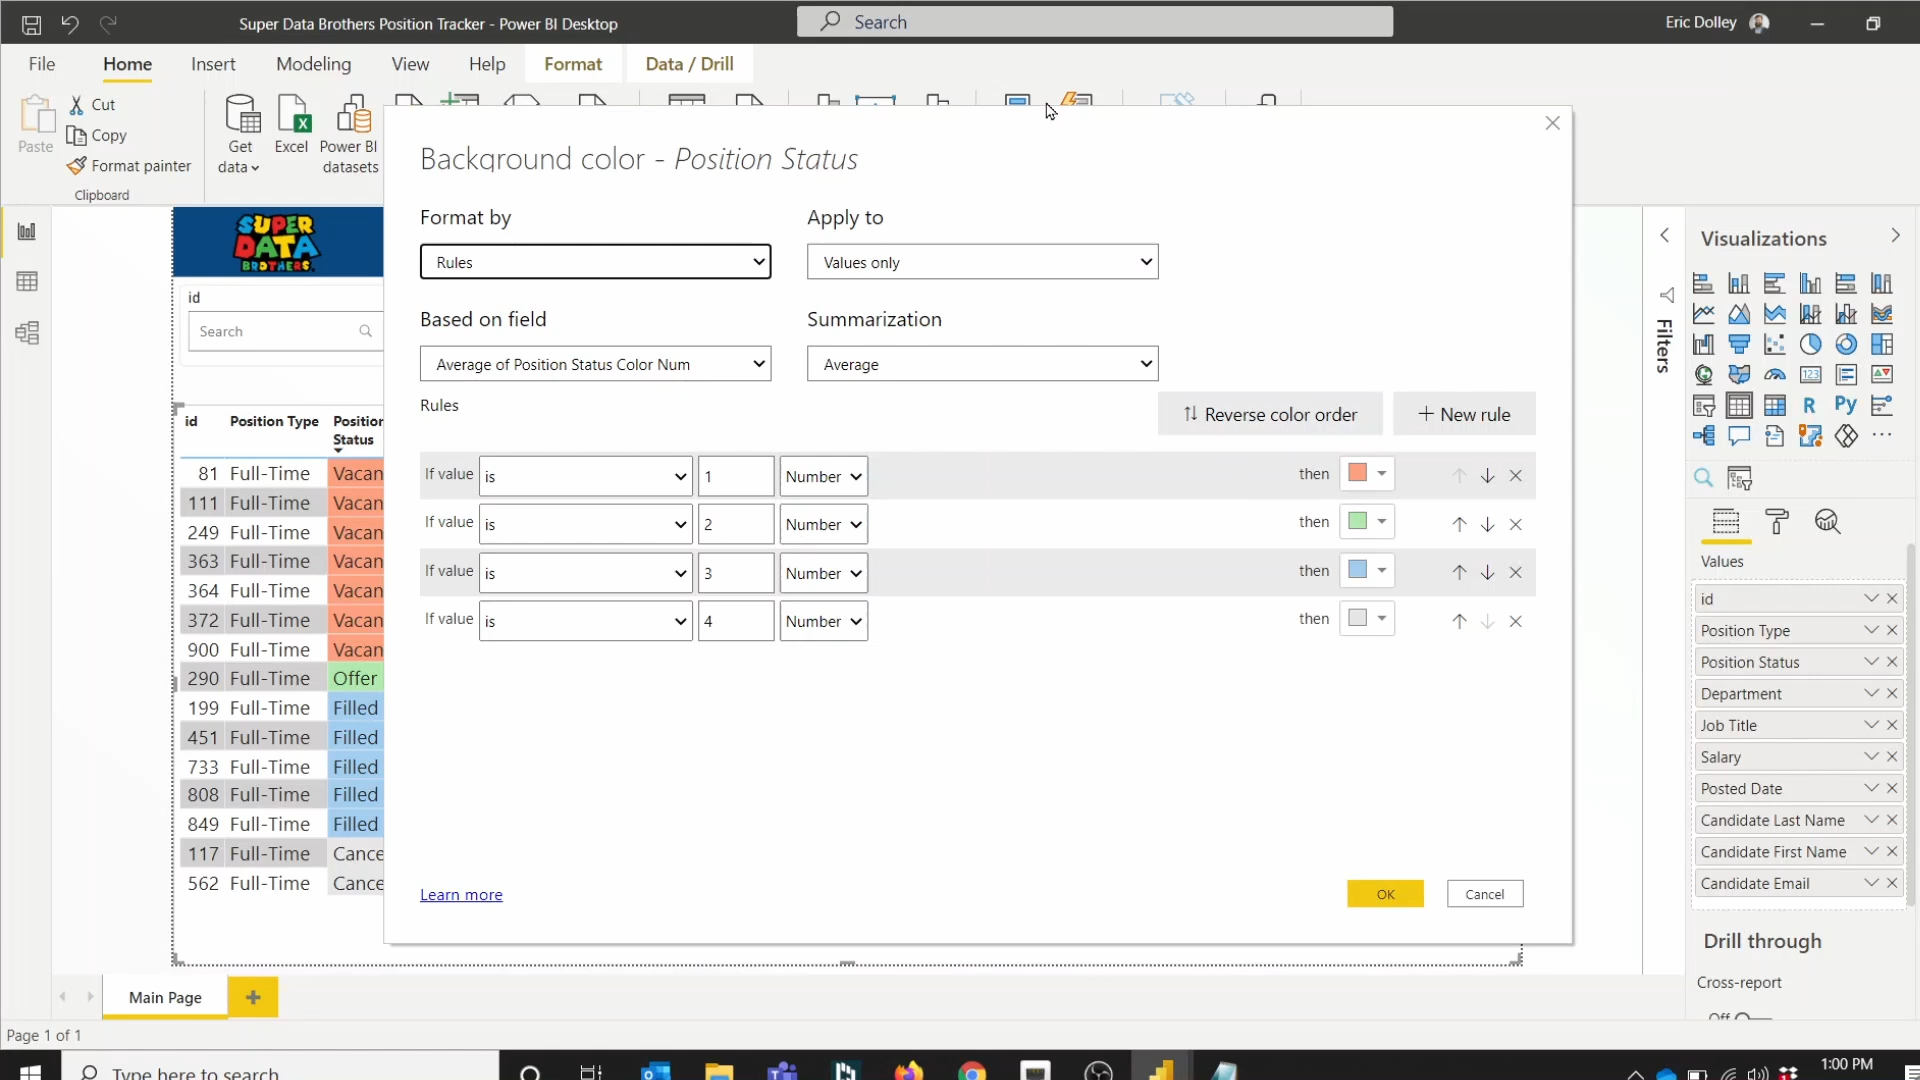 Super Data Brothers Position Tracker - Power BI Desktop
Search
Eric Dolley
File Home Insert Modeling View Help Format Data / Drill
Paste
Cut
Copy
Format painter
Clipboard
Get data
Excel
Power BI datasets
SUPER
DATA
BROTHERS
id
Search
id Position Type Position Status
81 Full-Time Vacan
111 Full-Time Vacan
249 Full-Time Vacan
363 Full-Time Vacan
364 Full-Time Vacan
372 Full-Time Vacan
900 Full-Time Vacan
290 Full-Time Offer
199 Full-Time Filled
451 Full-Time Filled
733 Full-Time Filled
808 Full-Time Filled
849 Full-Time Filled
117 Full-Time Cance
562 Full-Time Cance
Background color - Position Status
Format by
Rules
Apply to
Values only
Based on field
Average of Position Status Color Num
Summarization
Average
Rules
Reverse color order
New rule
If value is 1 Number then
If value is 2 Number then
If value is 3 Number then
If value is 4 Number then
Learn more
OK
Cancel
Filters
Visualizations
123
R
Py
Values
id
Position Type
Position Status
Department
Job Title
Salary
Posted Date
Candidate Last Name
Candidate First Name
Candidate Email
Drill through
Cross-report
Off
Main Page
Page 1 of 1
Type here to search
1:00 PM